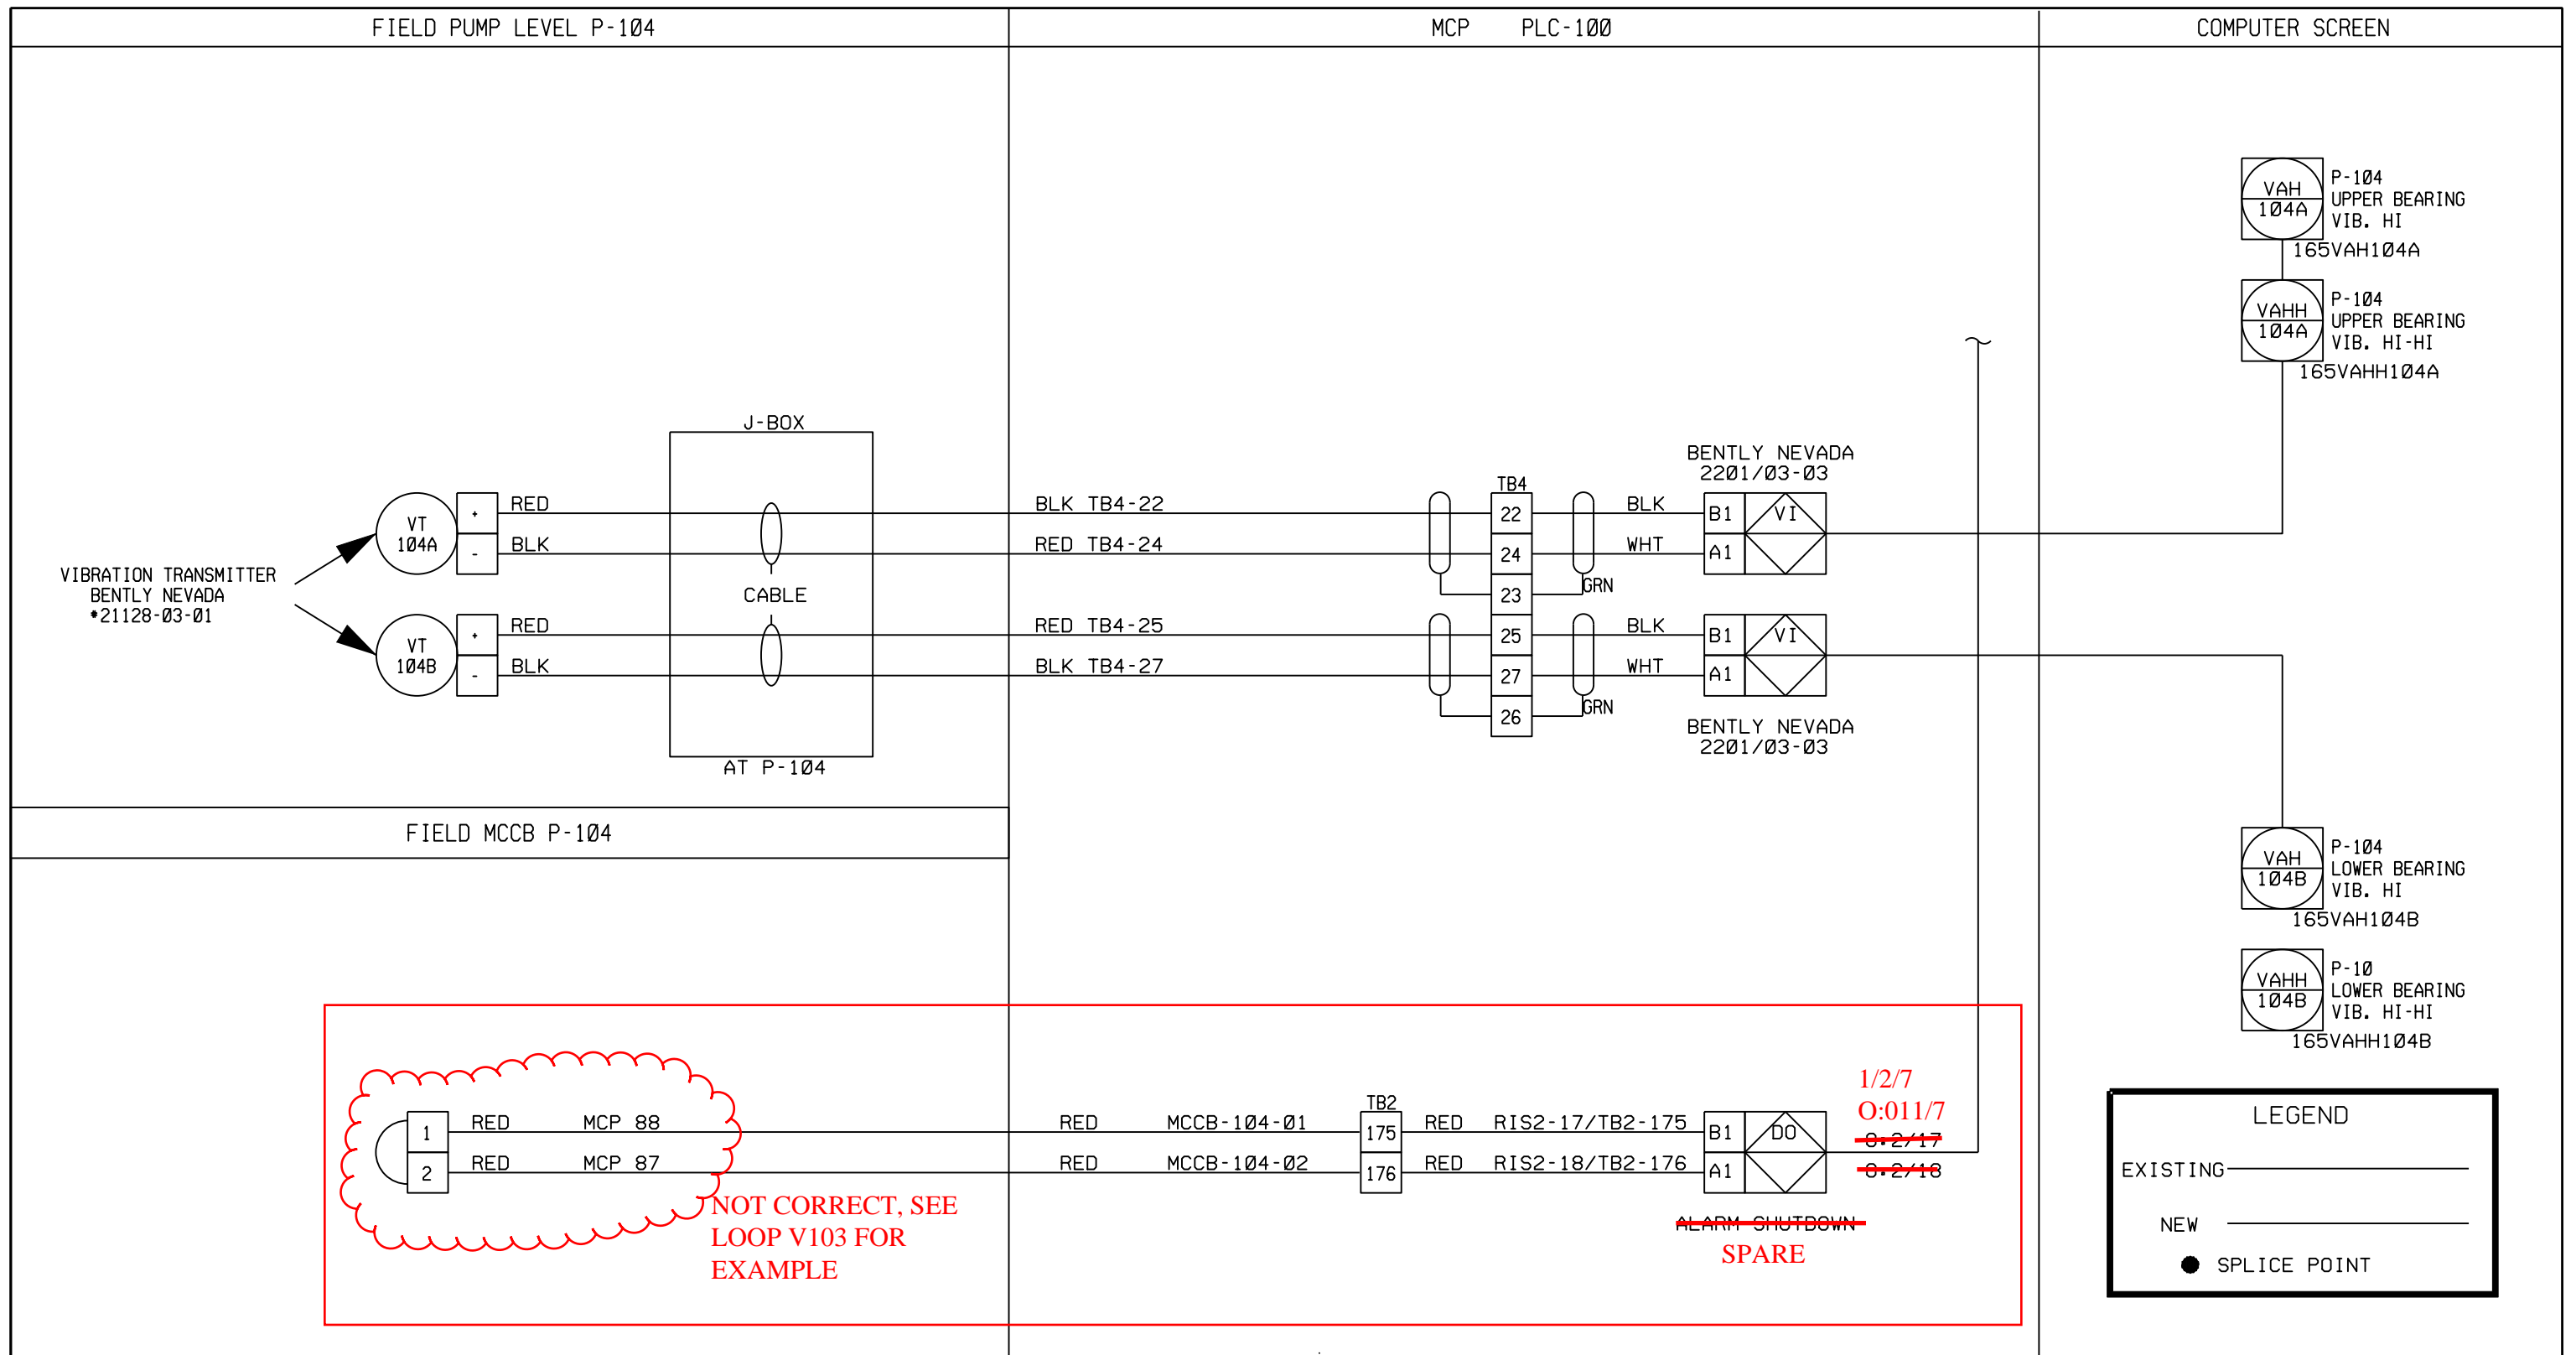 FIELD PUMP LEVEL P-104
MCP PLC-100
COMPUTER SCREEN
VAH
104A
P-104
UPPER BEARING
VIB. HI
165VAH104A
VAHH
104A
P-104
UPPER BEARING
VIB. HI-HI
165VAHH104A
J-BOX
VT
104A
+
-
RED
BLK
VIBRATION TRANSMITTER
BENTLY NEVADA
*21128-03-01
CABLE
VT
104B
+
-
RED
BLK
AT P-104
BLK TB4-22
RED TB4-24
RED TB4-25
BLK TB4-27
TB4
22
24
23
25
27
26
BLK
WHT
GRN
BLK
WHT
GRN
BENTLY NEVADA
2201/03-03
B1
A1
VI
B1
A1
VI
BENTLY NEVADA
2201/03-03
VAH
104B
P-104
LOWER BEARING
VIB. HI
165VAH104B
VAHH
104B
P-10
LOWER BEARING
VIB. HI-HI
165VAHH104B
FIELD MCCB P-104
1
2
RED MCP 88
RED MCP 87
NOT CORRECT, SEE
LOOP V103 FOR
EXAMPLE
RED MCCB-104-01
RED MCCB-104-02
TB2
175
176
RED RIS2-17/TB2-175
RED RIS2-18/TB2-176
B1
A1
DO
1/2/7
O:011/7
ALARM SHUTDOWN
SPARE
LEGEND
EXISTING
NEW
SPLICE POINT